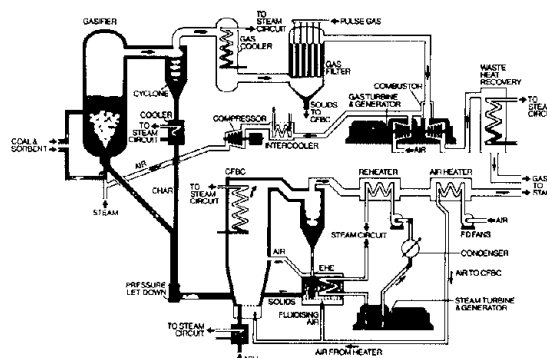 GASIFIER
TO STEAM CIRCUIT
GAS COOLER
PULSE GAS
GAS FILTER
CYCLONE
SOLIDS TO CFBC
COMBUSTOR
GAS TURBINE & GENERATOR
WASTE HEAT RECOVERY
TO STEAM
COOLER
TO STEAM CIRCUIT
COMPRESSOR
INTERCOOLER
COAL & SORBENT
AIR
AIR
STEAM
CHAR
CFBC
TO STEAM CIRCUIT
REHEATER
AIR HEATER
AIR
FD FANS
STEAM CIRCUIT
CONDENSER
AIR
EHE
AIR TO CFBC
PRESSURE LET DOWN
SOLIDS
FLUIDISING AIR
STEAM TURBINE & GENERATOR
TO STEAM CIRCUIT
AIR FROM HEATER